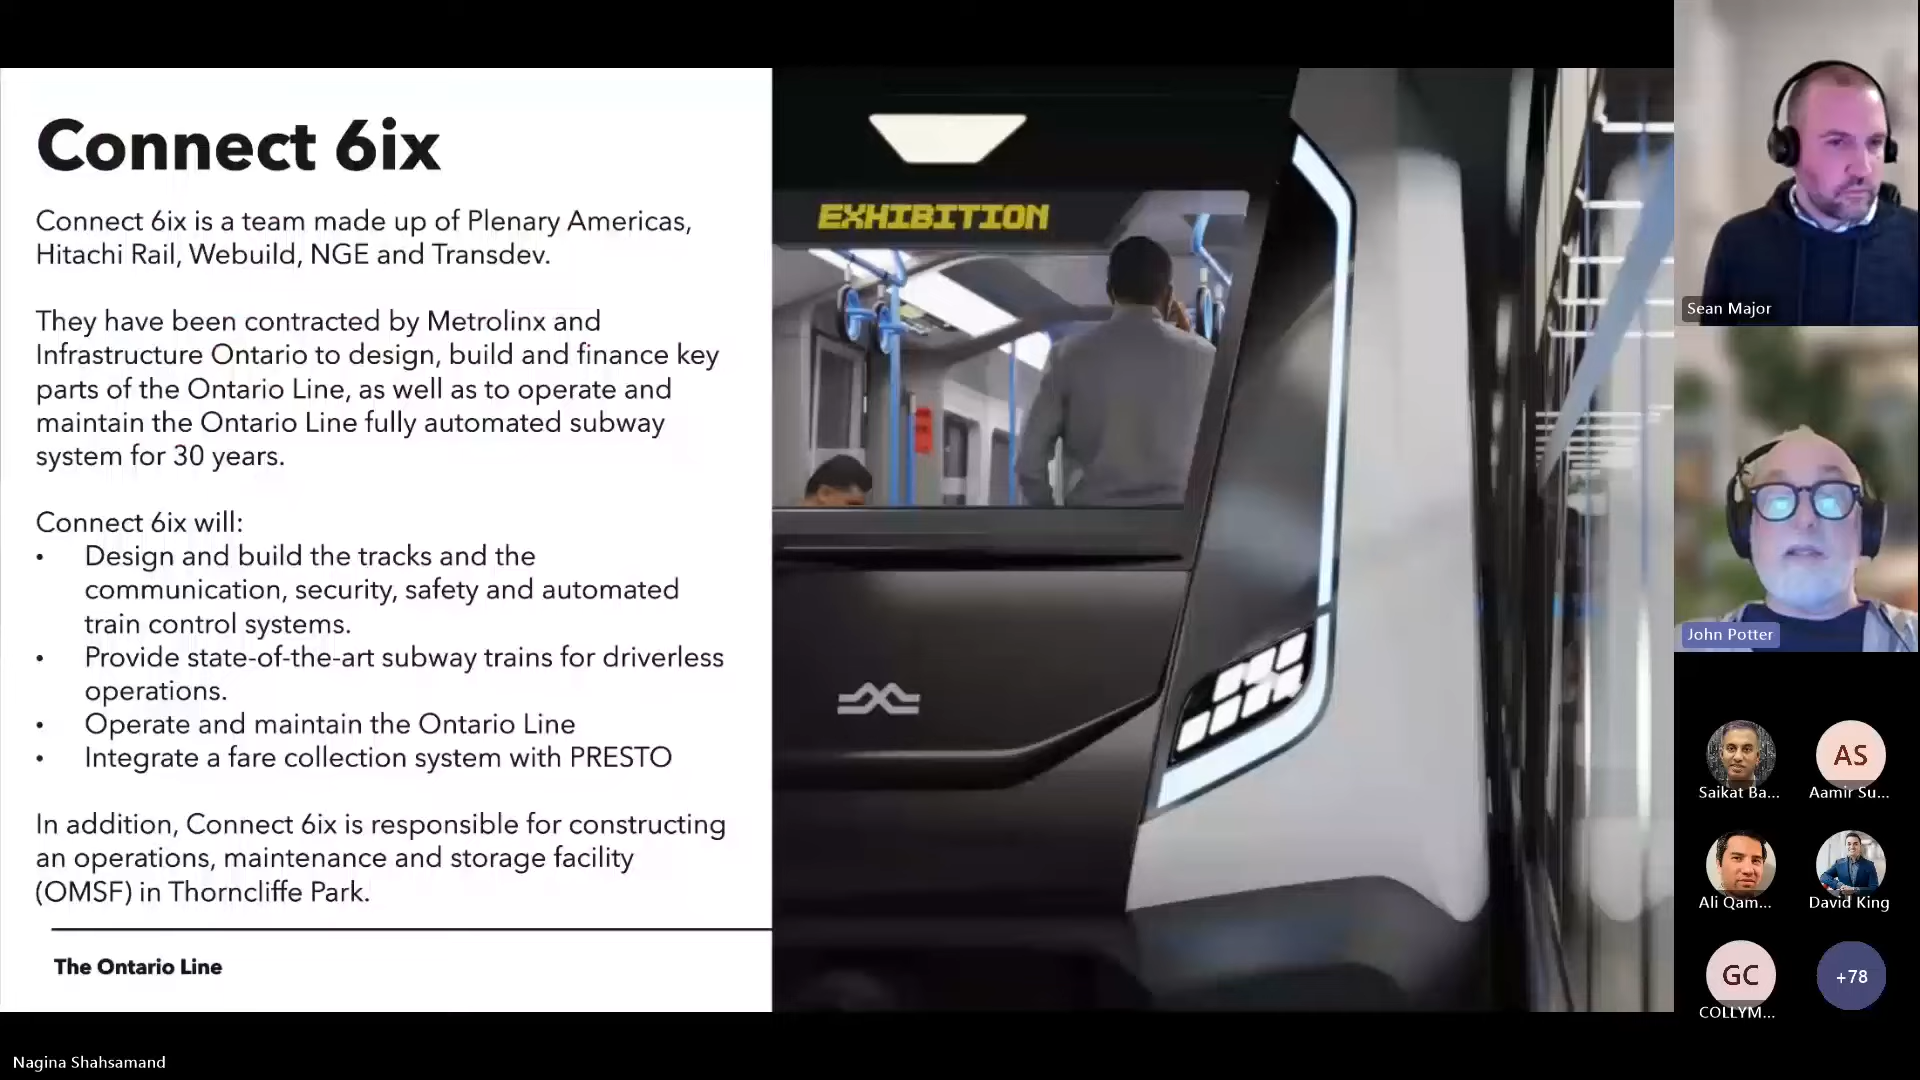 Connect 6ix
Connect 6ix is a team made up of Plenary Americas,
Hitachi Rail, Webuild, NGE and Transdev.
They have been contracted by Metrolinx and
Infrastructure Ontario to design, build and finance key
parts of the Ontario Line, as well as to operate and
maintain the Ontario Line fully automated subway
system for 30 years.
Connect 6ix will:
• Design and build the tracks and the
communication, security, safety and automated
train control systems.
• Provide state-of-the-art subway trains for driverless
operations.
• Operate and maintain the Ontario Line
• Integrate a fare collection system with PRESTO
In addition, Connect 6ix is responsible for constructing
an operations, maintenance and storage facility
(OMSF) in Thorncliffe Park.
The Ontario Line
EXHIBITION
Sean Major
John Potter
Saikat Ba...
AS
Aamir Su...
Ali Qam...
David King
GC
COLLYM...
+78
Nagina Shahsamand